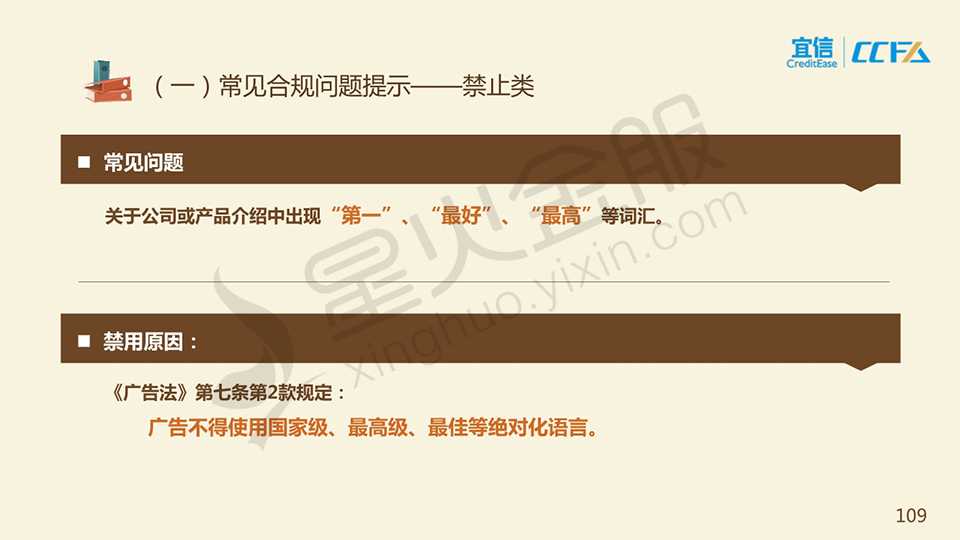 宜信
CreditEase
CCFA
（一）常见合规问题提示——禁止类
■ 常见问题
关于公司或产品介绍中出现“第一”、“最好”、“最高”等词汇。
■ 禁用原因：
《广告法》第七条第2款规定：
广告不得使用国家级、最高级、最佳等绝对化语言。
星火金服
xinghuo.yixin.com
109